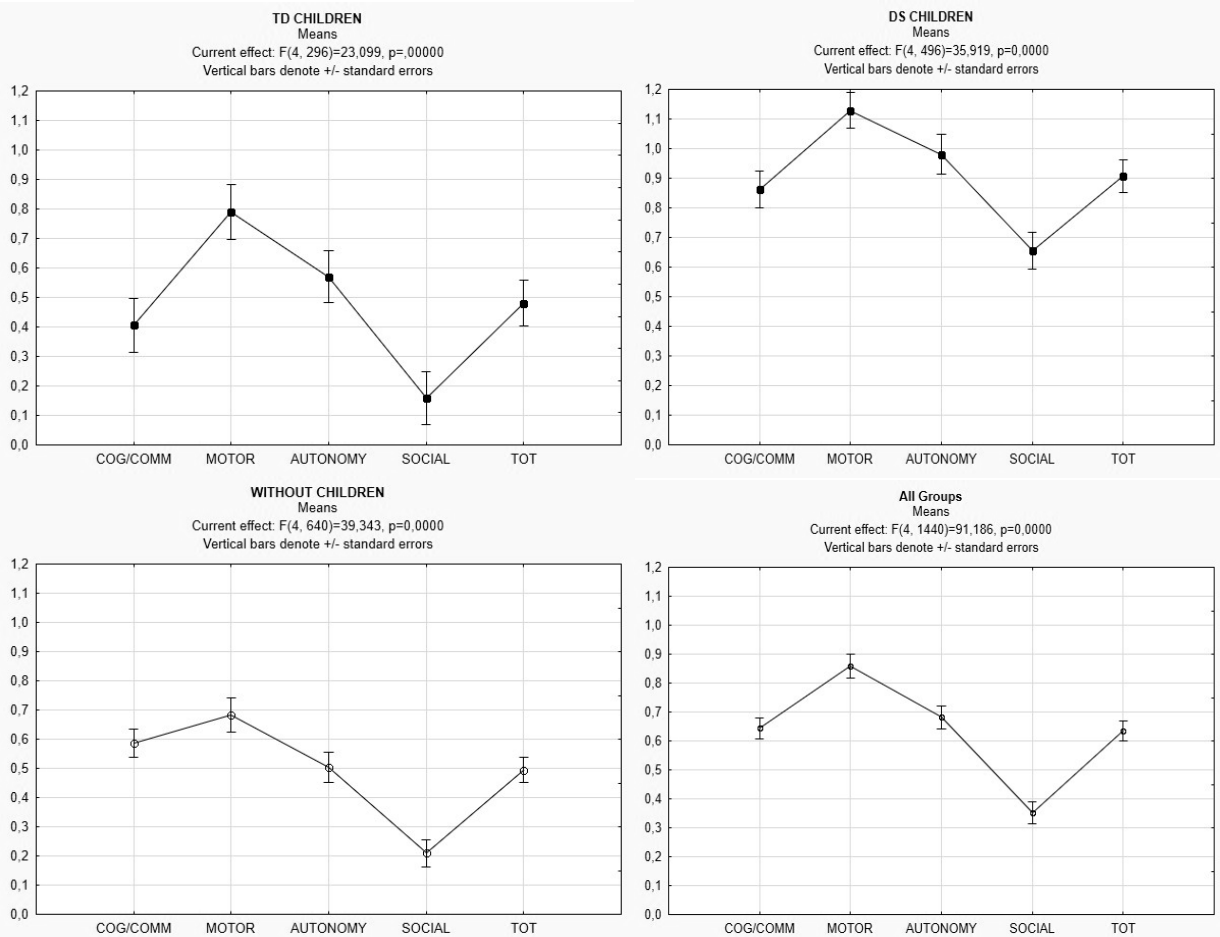 TD CHILDREN
Means
Current effect: F(4, 296)=23,099, p=,00000
Vertical bars denote +/- standard errors
1,2
1,1
1,0
0,9
0,8
0,7
0,6
0,5
0,4
0,3
0,2
0,1
0,0
COG/COMM MOTOR AUTONOMY SOCIAL TOT
DS CHILDREN
Means
Current effect: F(4, 496)=35,919, p=0,0000
Vertical bars denote +/- standard errors
1,2
1,1
1,0
0,9
0,8
0,7
0,6
0,5
0,4
0,3
0,2
0,1
0,0
COG/COMM MOTOR AUTONOMY SOCIAL TOT
WITHOUT CHILDREN
Means
Current effect: F(4, 640)=39,343, p=0,0000
Vertical bars denote +/- standard errors
1,2
1,1
1,0
0,9
0,8
0,7
0,6
0,5
0,4
0,3
0,2
0,1
0,0
COG/COMM MOTOR AUTONOMY SOCIAL TOT
All Groups
Means
Current effect: F(4, 1440)=91,186, p=0,0000
Vertical bars denote +/- standard errors
1,2
1,1
1,0
0,9
0,8
0,7
0,6
0,5
0,4
0,3
0,2
0,1
0,0
COG/COMM MOTOR AUTONOMY SOCIAL TOT